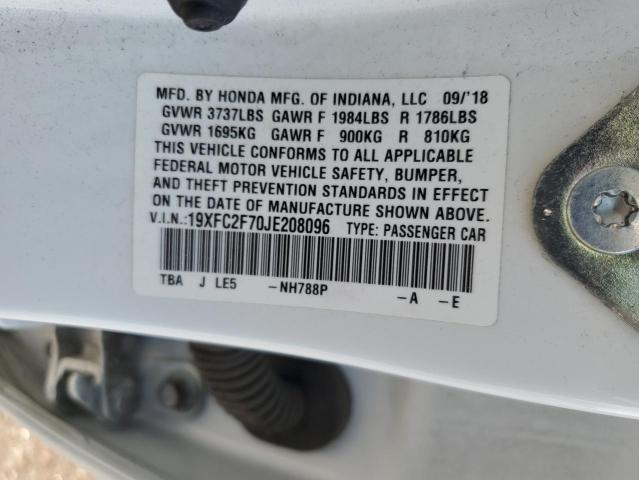 MFD. BY HONDA MFG. OF INDIANA, LLC 09/'18
GVWR 3737LBS GAWR F 1984LBS R 1786LBS
GVWR 1695KG GAWR F 900KG R 810KG
THIS VEHICLE CONFORMS TO ALL APPLICABLE
FEDERAL MOTOR VEHICLE SAFETY, BUMPER,
AND THEFT PREVENTION STANDARDS IN EFFECT
ON THE DATE OF MANUFACTURE SHOWN ABOVE.
V.I.N.:19XFC2F70JE208096 TYPE: PASSENGER CAR
TBA J LE5 -NH788P -A -E